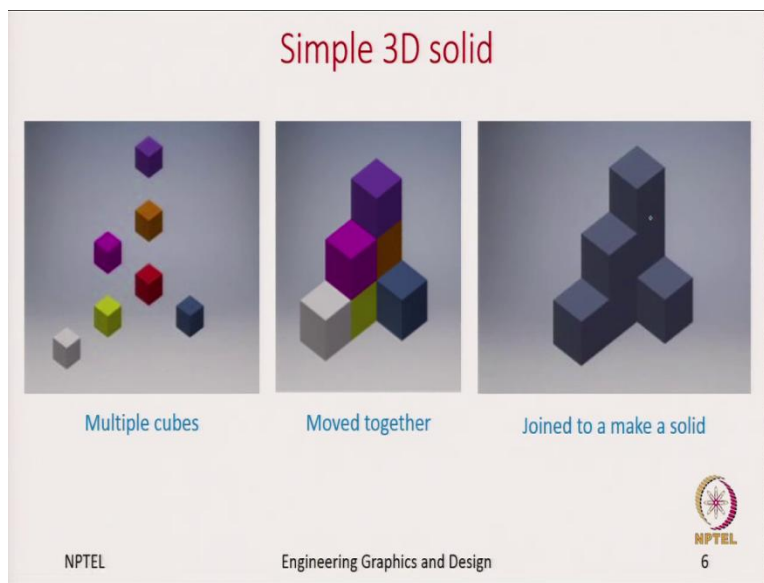 Simple 3D solid
Multiple cubes
Moved together
Joined to a make a solid
NPTEL
NPTEL
Engineering Graphics and Design
6